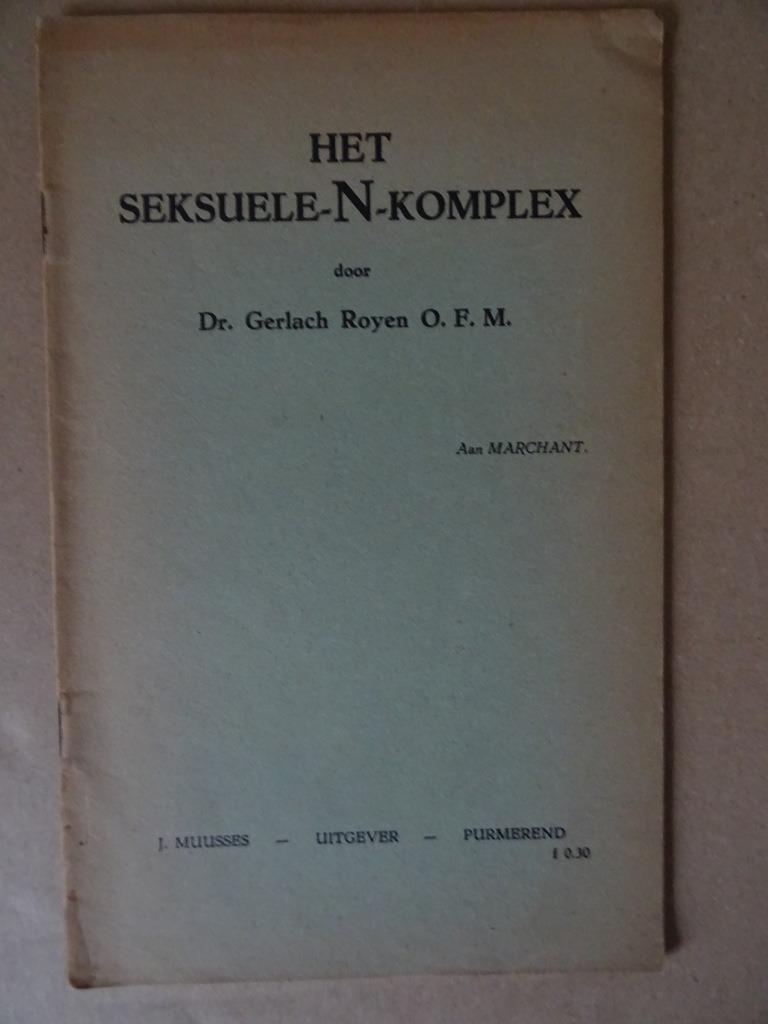 HET
SEKSUELE-N-KOMPLEX
door
Dr. Gerlach Royen O. F. M.
Aan MARCHANT.
J. MUUSSES — UITGEVER — PURMEREND
f 0.30